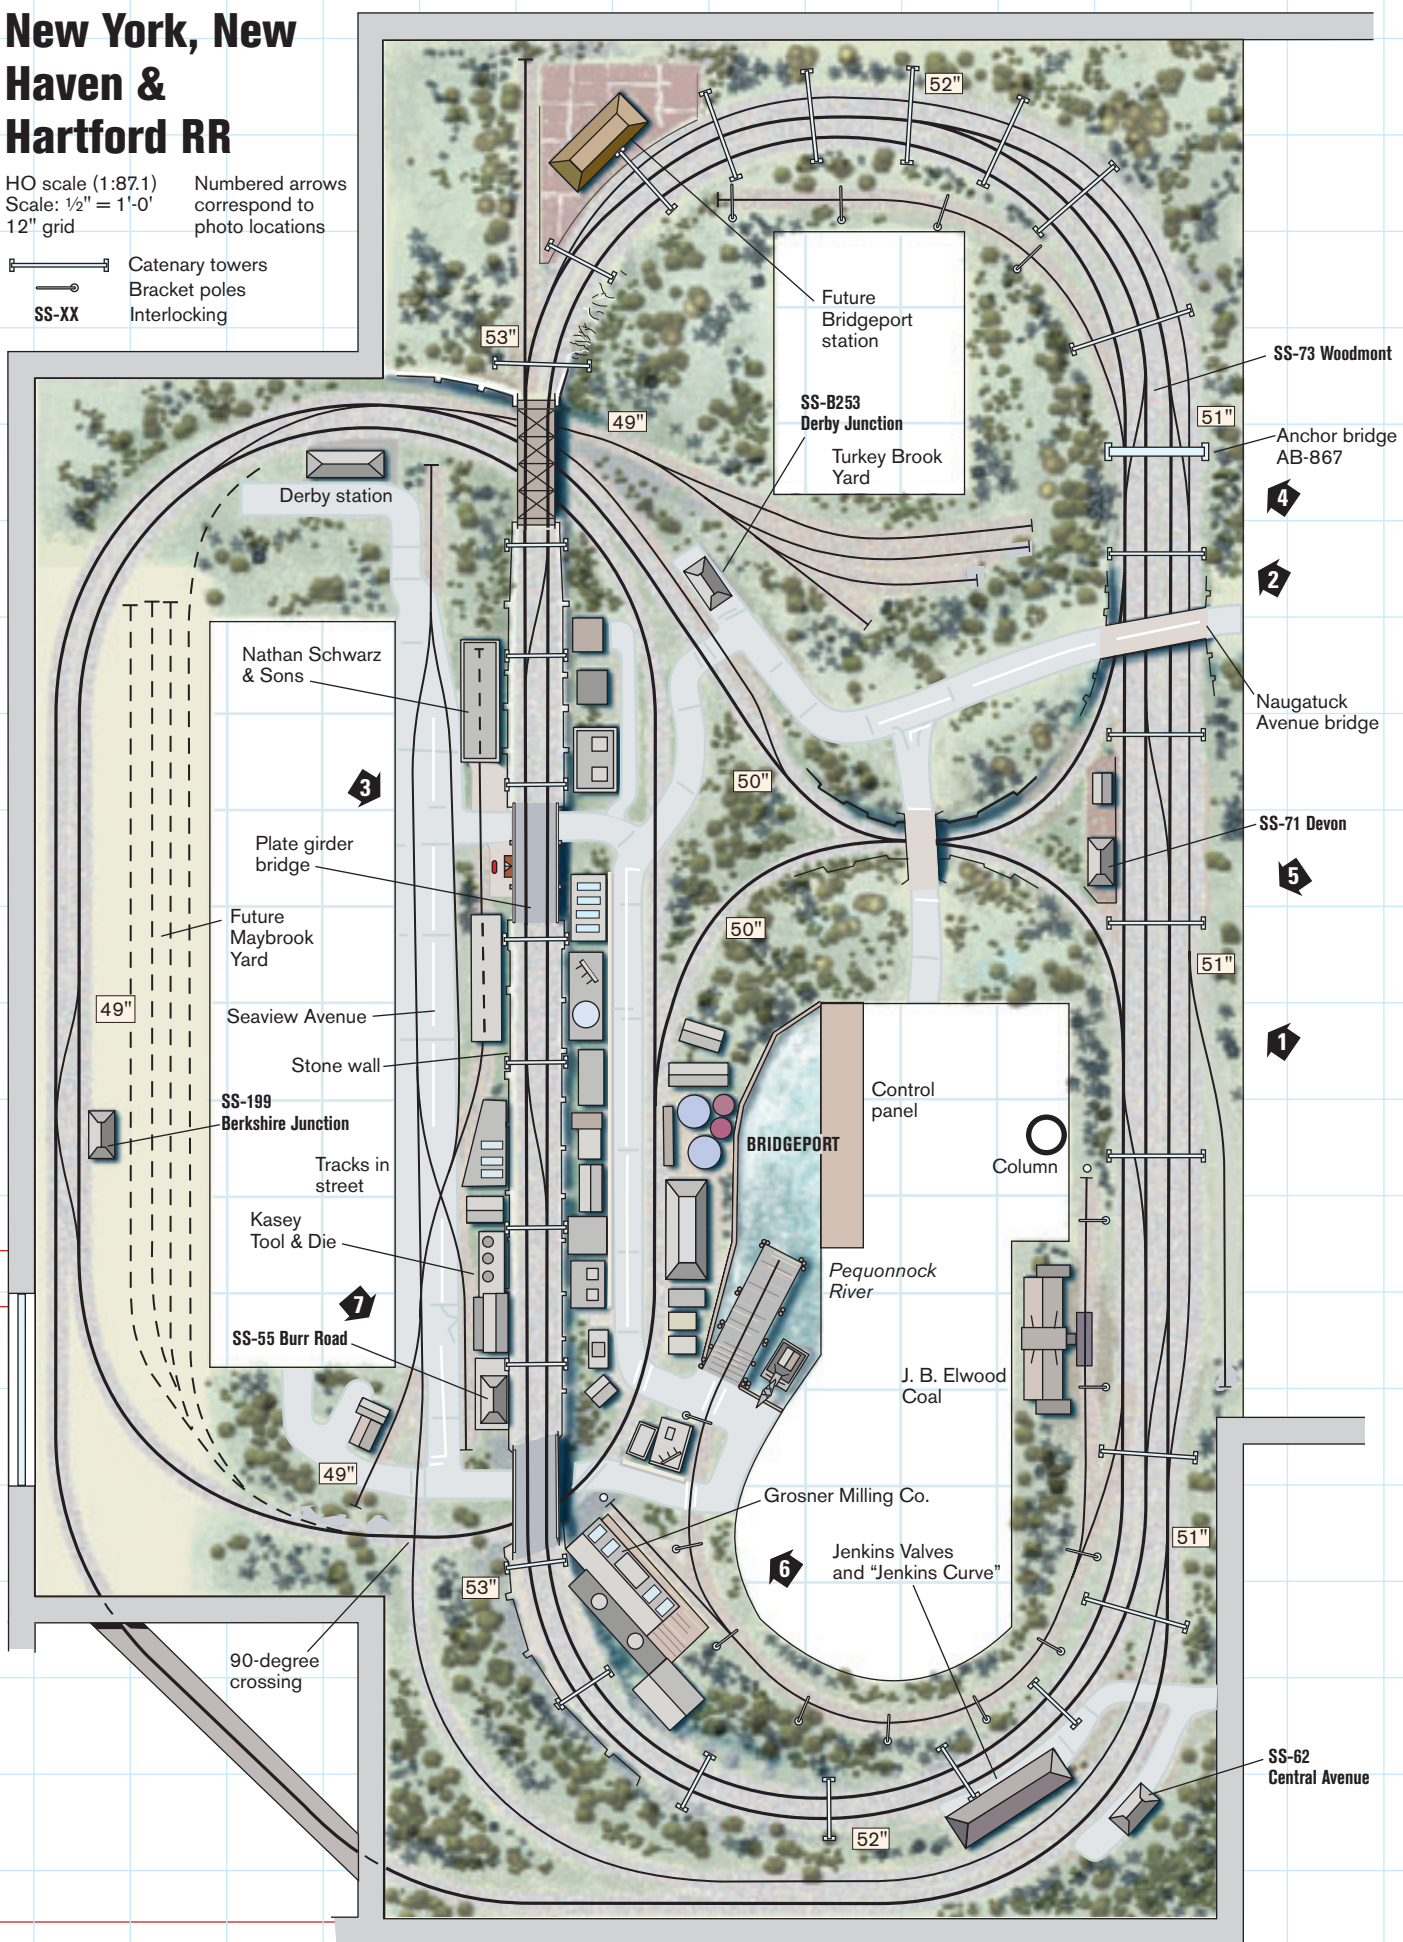 New York, New
Haven &
Hartford RR
HO scale (1:87.1)
Scale: ½" = 1'-0'
12" grid
Numbered arrows
correspond to
photo locations
Catenary towers
Bracket poles
SS-XX Interlocking
52"
53"
Future
Bridgeport
station
SS-73 Woodmont
SS-B253
Derby Junction
49"
51"
Anchor bridge
AB-867
Turkey Brook
Yard
Derby station
4
2
Nathan Schwarz
& Sons
Naugatuck
Avenue bridge
3
50"
Plate girder
bridge
SS-71 Devon
5
Future
Maybrook
Yard
50"
51"
49"
Seaview Avenue
1
Stone wall
Control
panel
SS-199
Berkshire Junction
BRIDGEPORT
Column
Tracks in
street
Kasey
Tool & Die
Pequonnock
River
7
SS-55 Burr Road
J. B. Elwood
Coal
49"
Grosner Milling Co.
51"
6
Jenkins Valves
and “Jenkins Curve”
53"
90-degree
crossing
SS-62
Central Avenue
52"